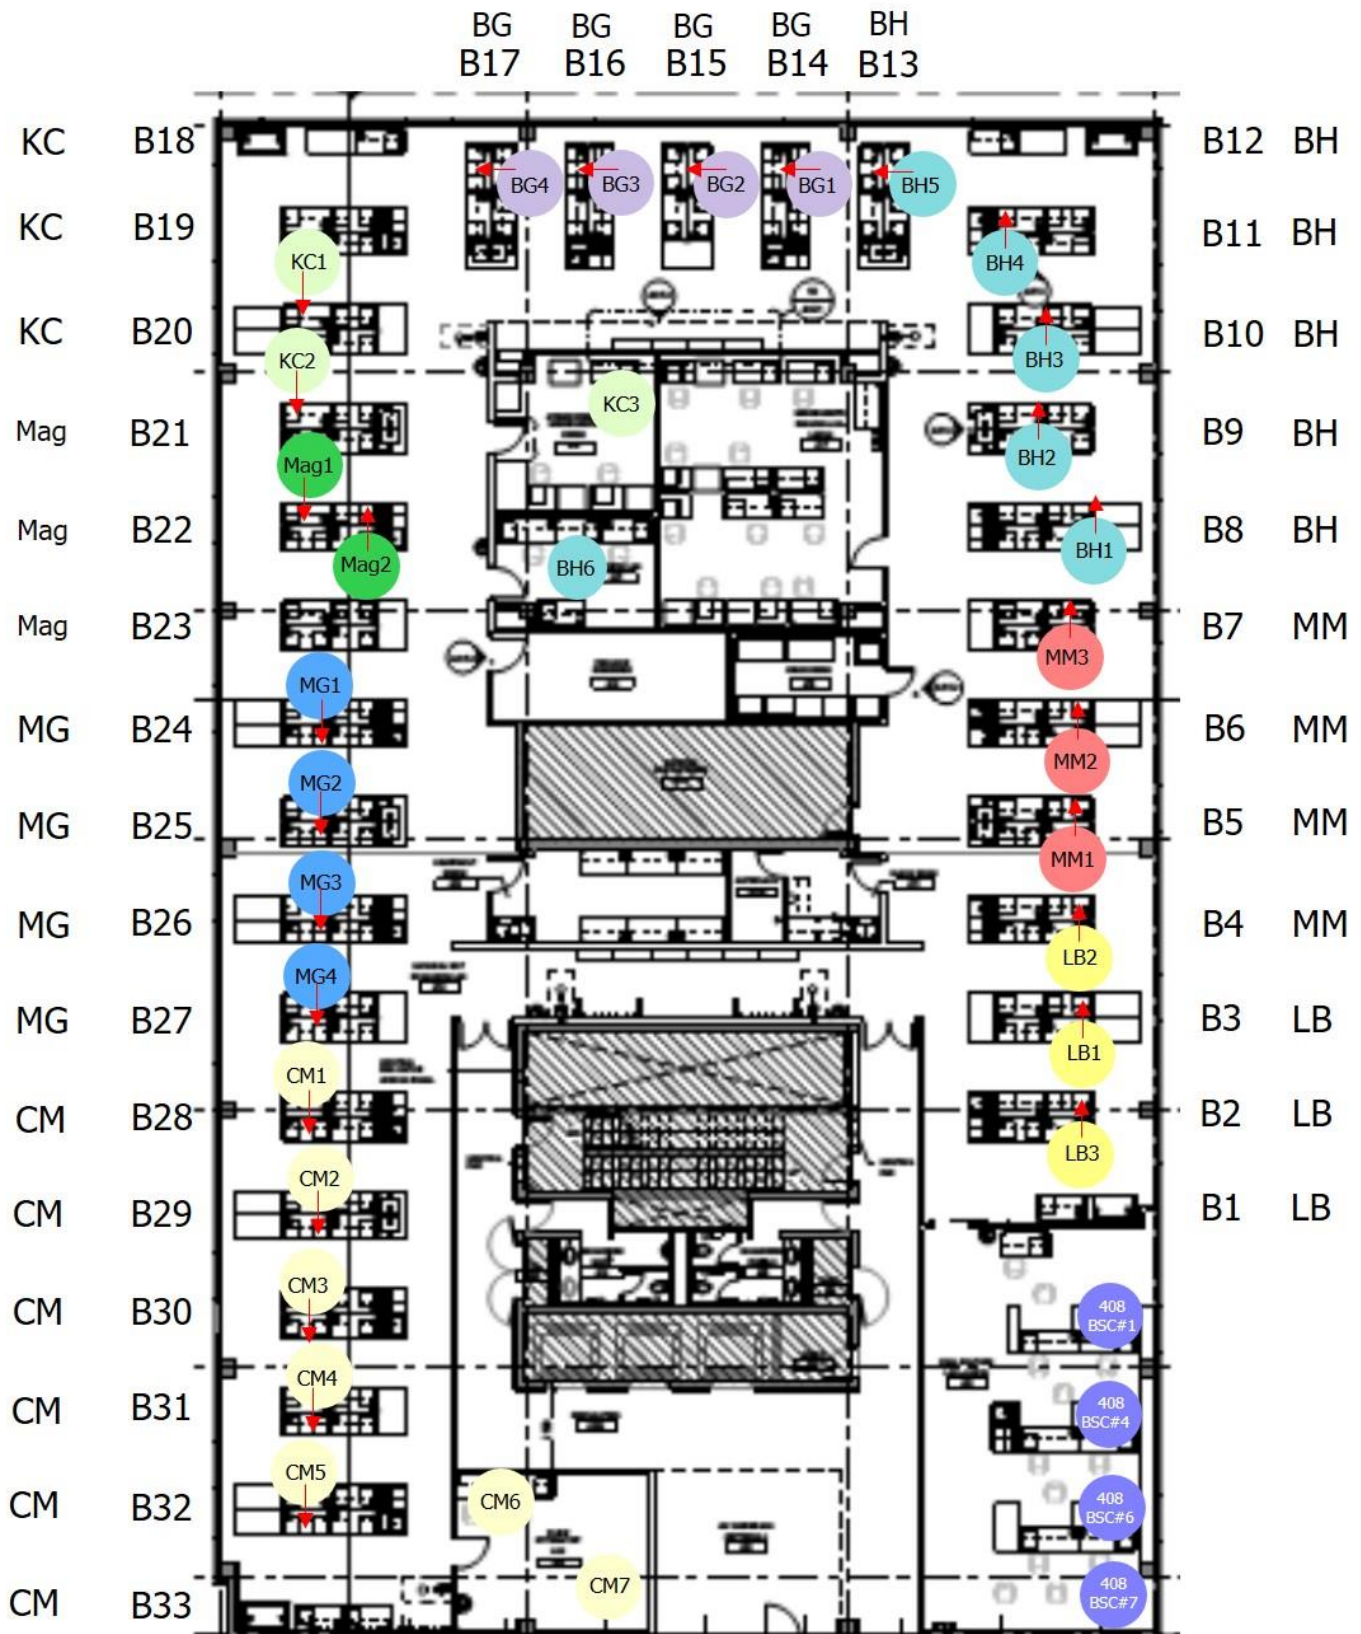 BG BG BG BG BH
B17 B16 B15 B14 B13
KC B18 B12 BH
BG4 BG3 BG2 BG1 BH5
KC B19 B11 BH
KC1 BH4
KC B20 B10 BH
KC2 BH3
KC3
Mag B21 B9 BH
Mag1 BH2
Mag B22 B8 BH
Mag2 BH6 BH1
Mag B23 B7 MM
MG1 MM3
MG B24 B6 MM
MG2 MM2
MG B25 B5 MM
MG3 MM1
MG B26 B4 MM
MG4 LB2
MG B27 B3 LB
CM1 LB1
CM B28 B2 LB
CM2 LB3
CM B29 B1 LB
CM3
CM B30
408
BSC#1
CM4
CM B31
408
BSC#4
CM5
CM B32
CM6
408
BSC#6
CM7
408
BSC#7
CM B33